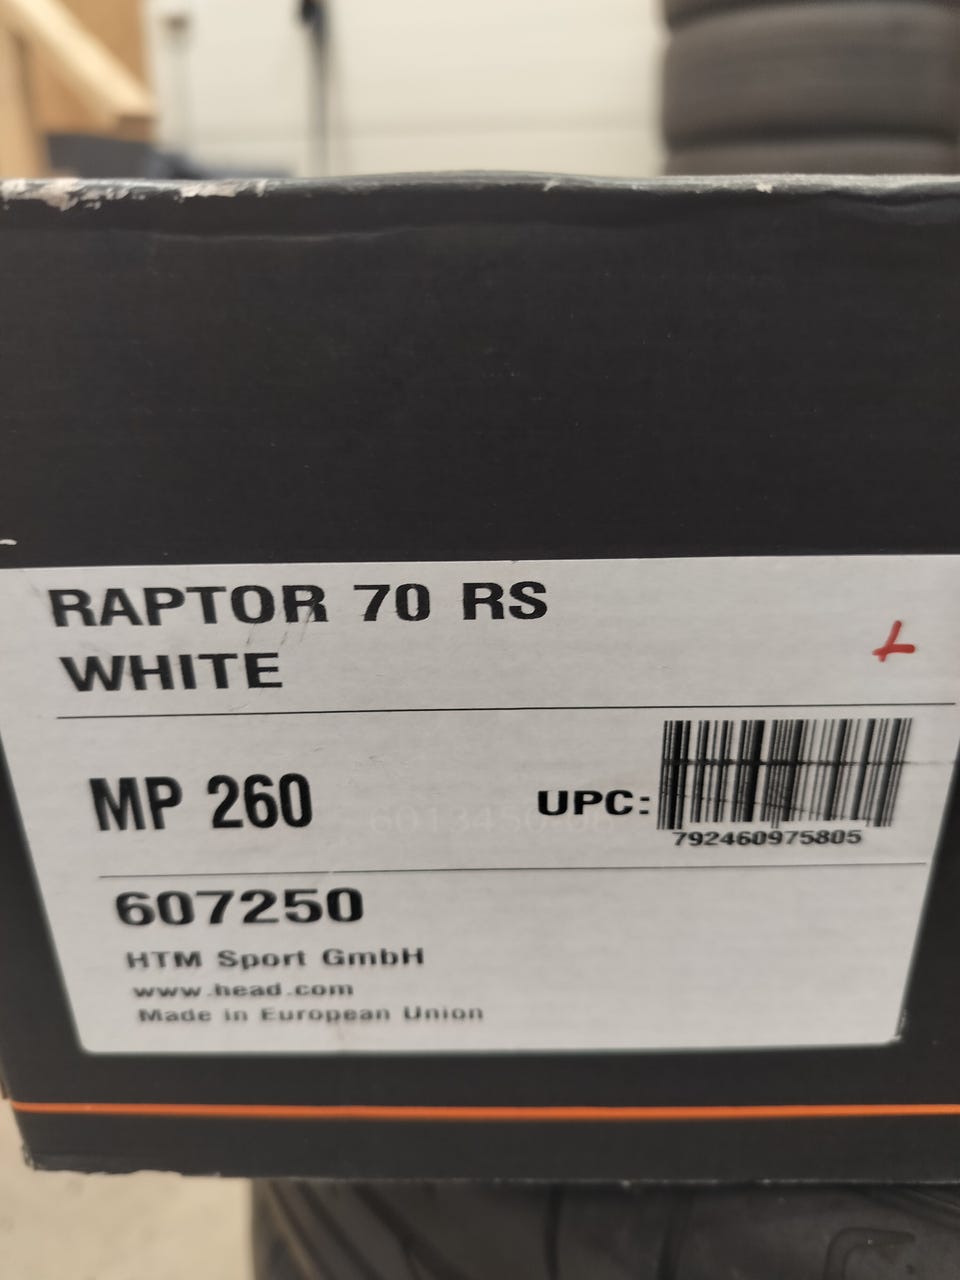 RAPTOR 70 RS
WHITE
MP 260
UPC:
792460975805
607250
HTM Sport GmbH
www.head.com
Made in European Union